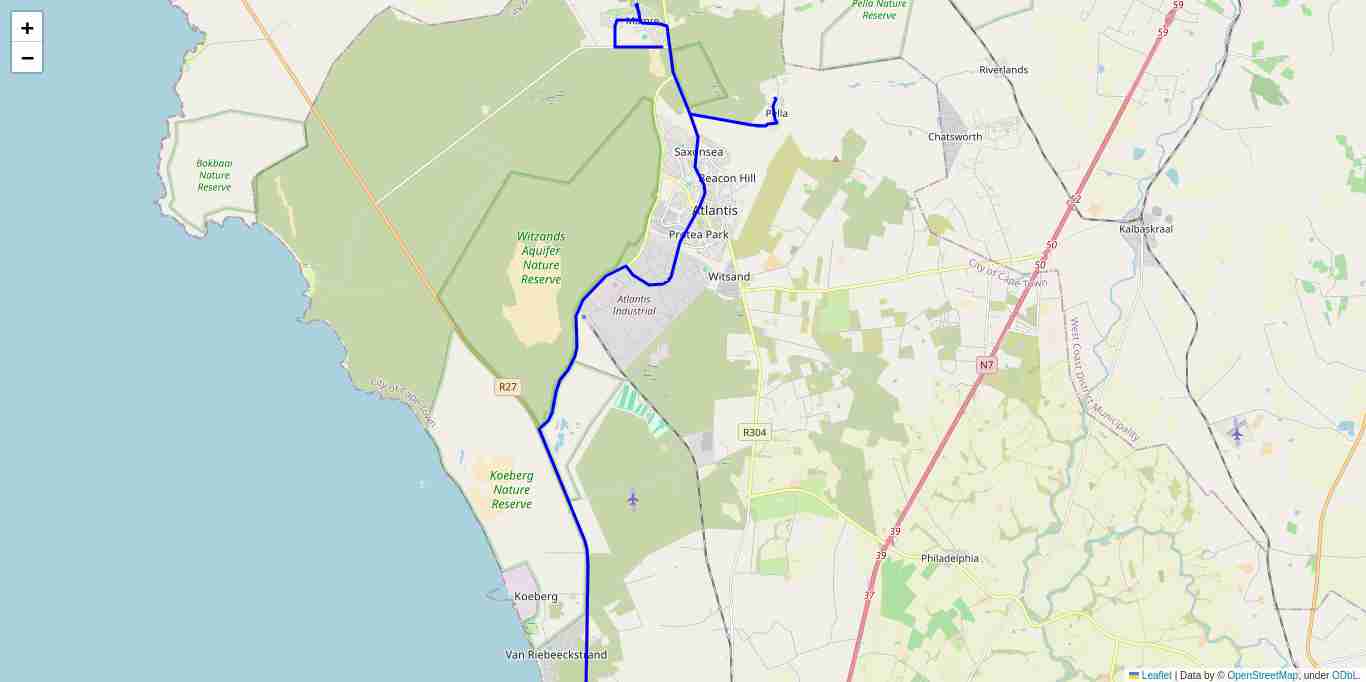 +
−
Pella Nature
Reserve
59
59
Riverlands
Pella
Chatsworth
Saxonsea
Bokbaai
Nature
Reserve
Beacon Hill
52
Atlantis
Kalbaskraal
Protea Park
Witzands
Aquifer
Nature
Reserve
50
50
City of Cape Town
Witsand
Atlantis
Industrial
West Coast District Municipality
N7
R27
City of Cape Town
R304
Koeberg
Nature
Reserve
39
39
Philadelphia
37
Koeberg
Van Riebeeckstrand
Leaflet | Data by © OpenStreetMap, under ODbL.